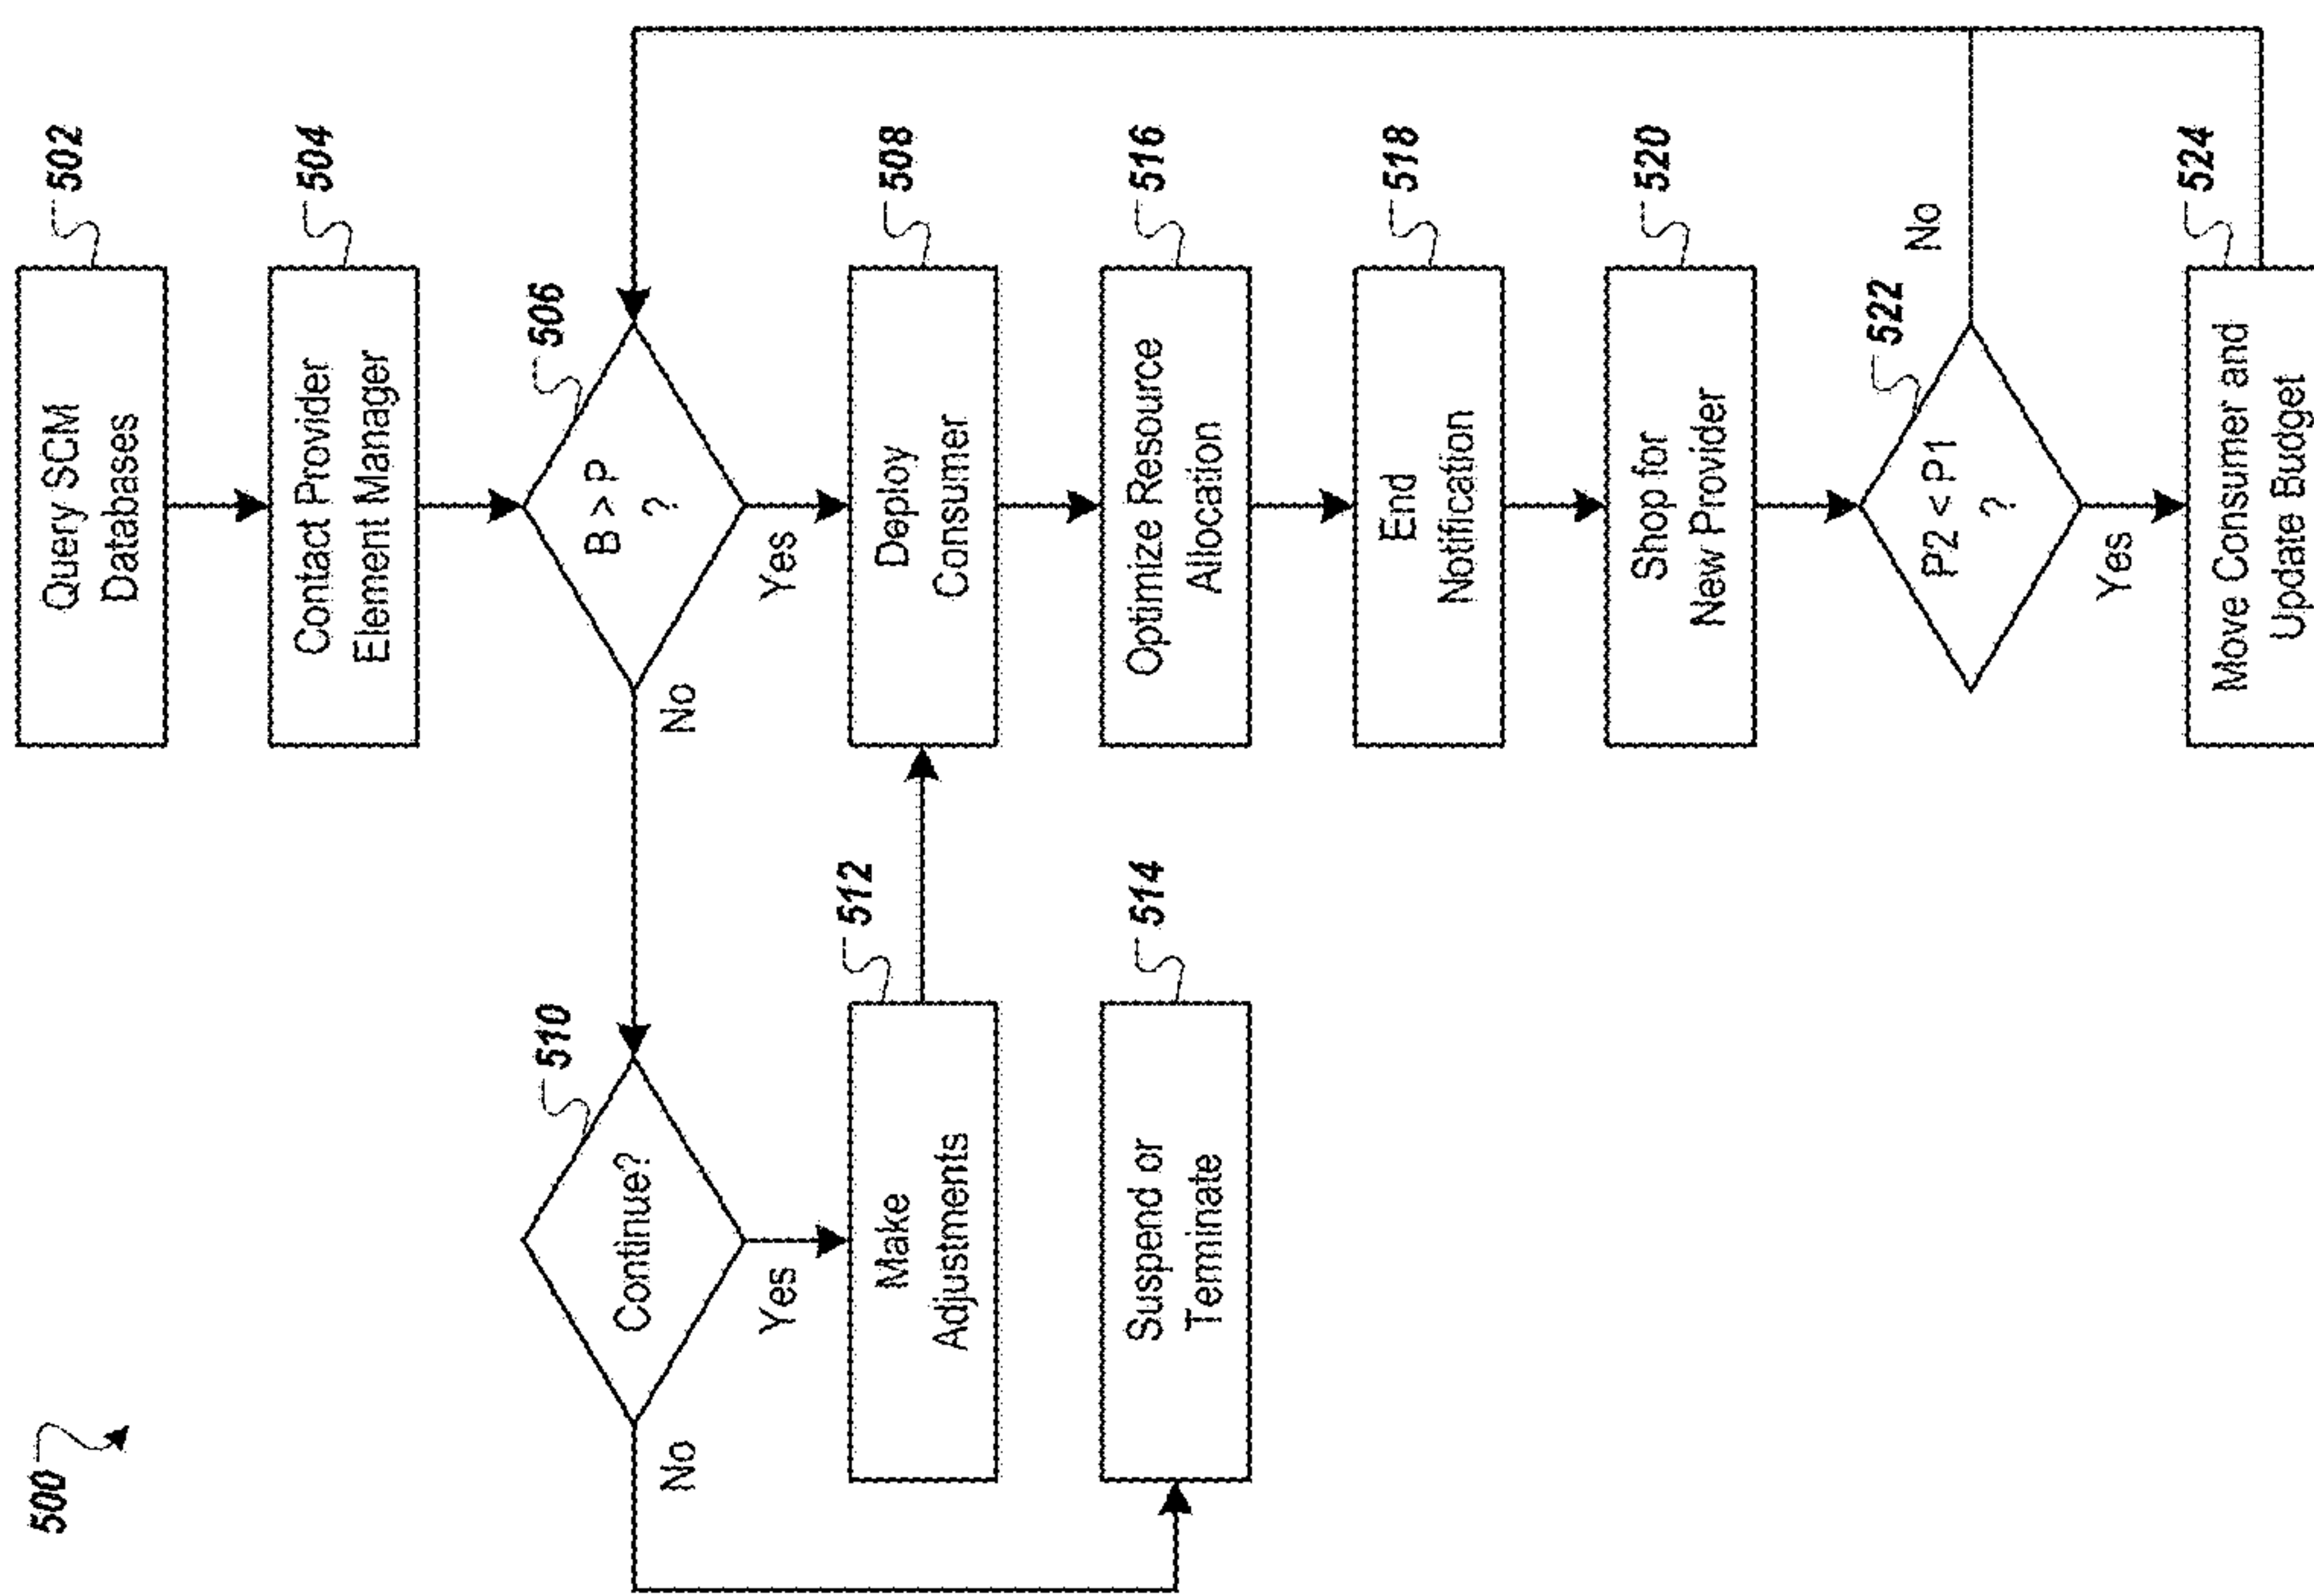 500
Query SCM
Databases
502
Contact Provider
Element Manager
504
B > P
?
506
No
Yes
Continue?
510
No
Yes
Make
Adjustments
512
Deploy
Consumer
508
Suspend or
Terminate
514
Optimize Resource
Allocation
516
End
Notification
518
Shop for
New Provider
520
P2 < P1
?
522
No
Yes
Move Consumer and
Update Budget
524